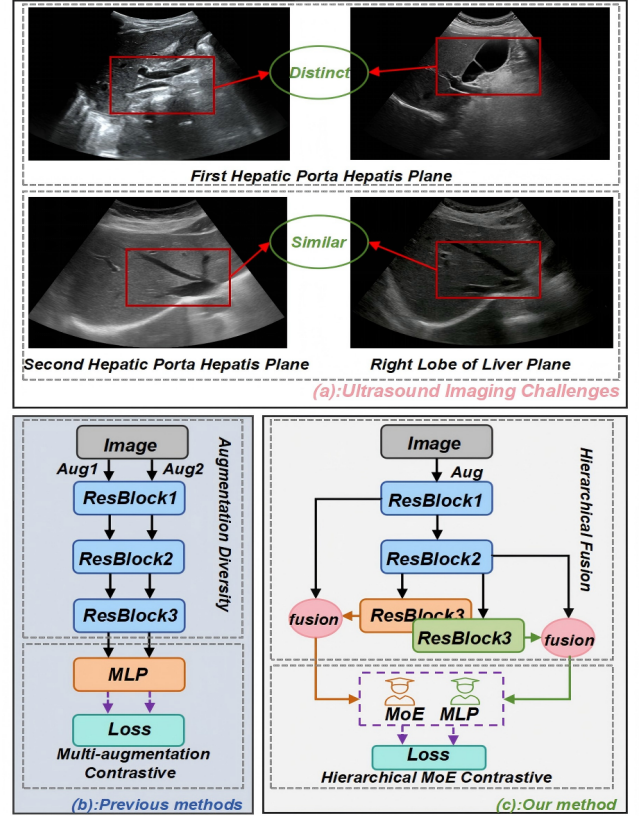 Distinct
First Hepatic Porta Hepatis Plane
Similar
Second Hepatic Porta Hepatis Plane
Right Lobe of Liver Plane
(a):Ultrasound Imaging Challenges
Image
Aug1
Aug2
ResBlock1
ResBlock2
ResBlock3
Augmentation Diversity
MLP
Loss
Multi-augmentation
Contrastive
(b):Previous methods
Image
Aug
ResBlock1
ResBlock2
Hierarchical Fusion
fusion
ResBlock3
ResBlock3
fusion
MoE
MLP
Loss
Hierarchical MoE Contrastive
(c):Our method